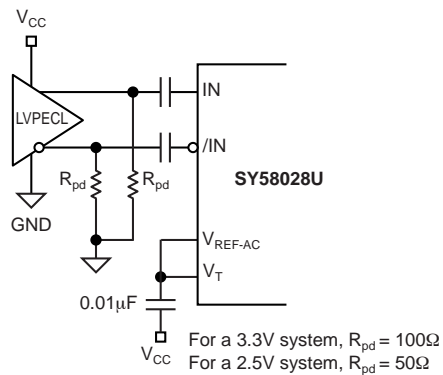 V_CC
LVPECL
IN
/IN
SY58028U
R_pd
R_pd
GND
V_REF-AC
V_T
0.01μF
V_CC
For a 3.3V system, R_pd = 100Ω
For a 2.5V system, R_pd = 50Ω